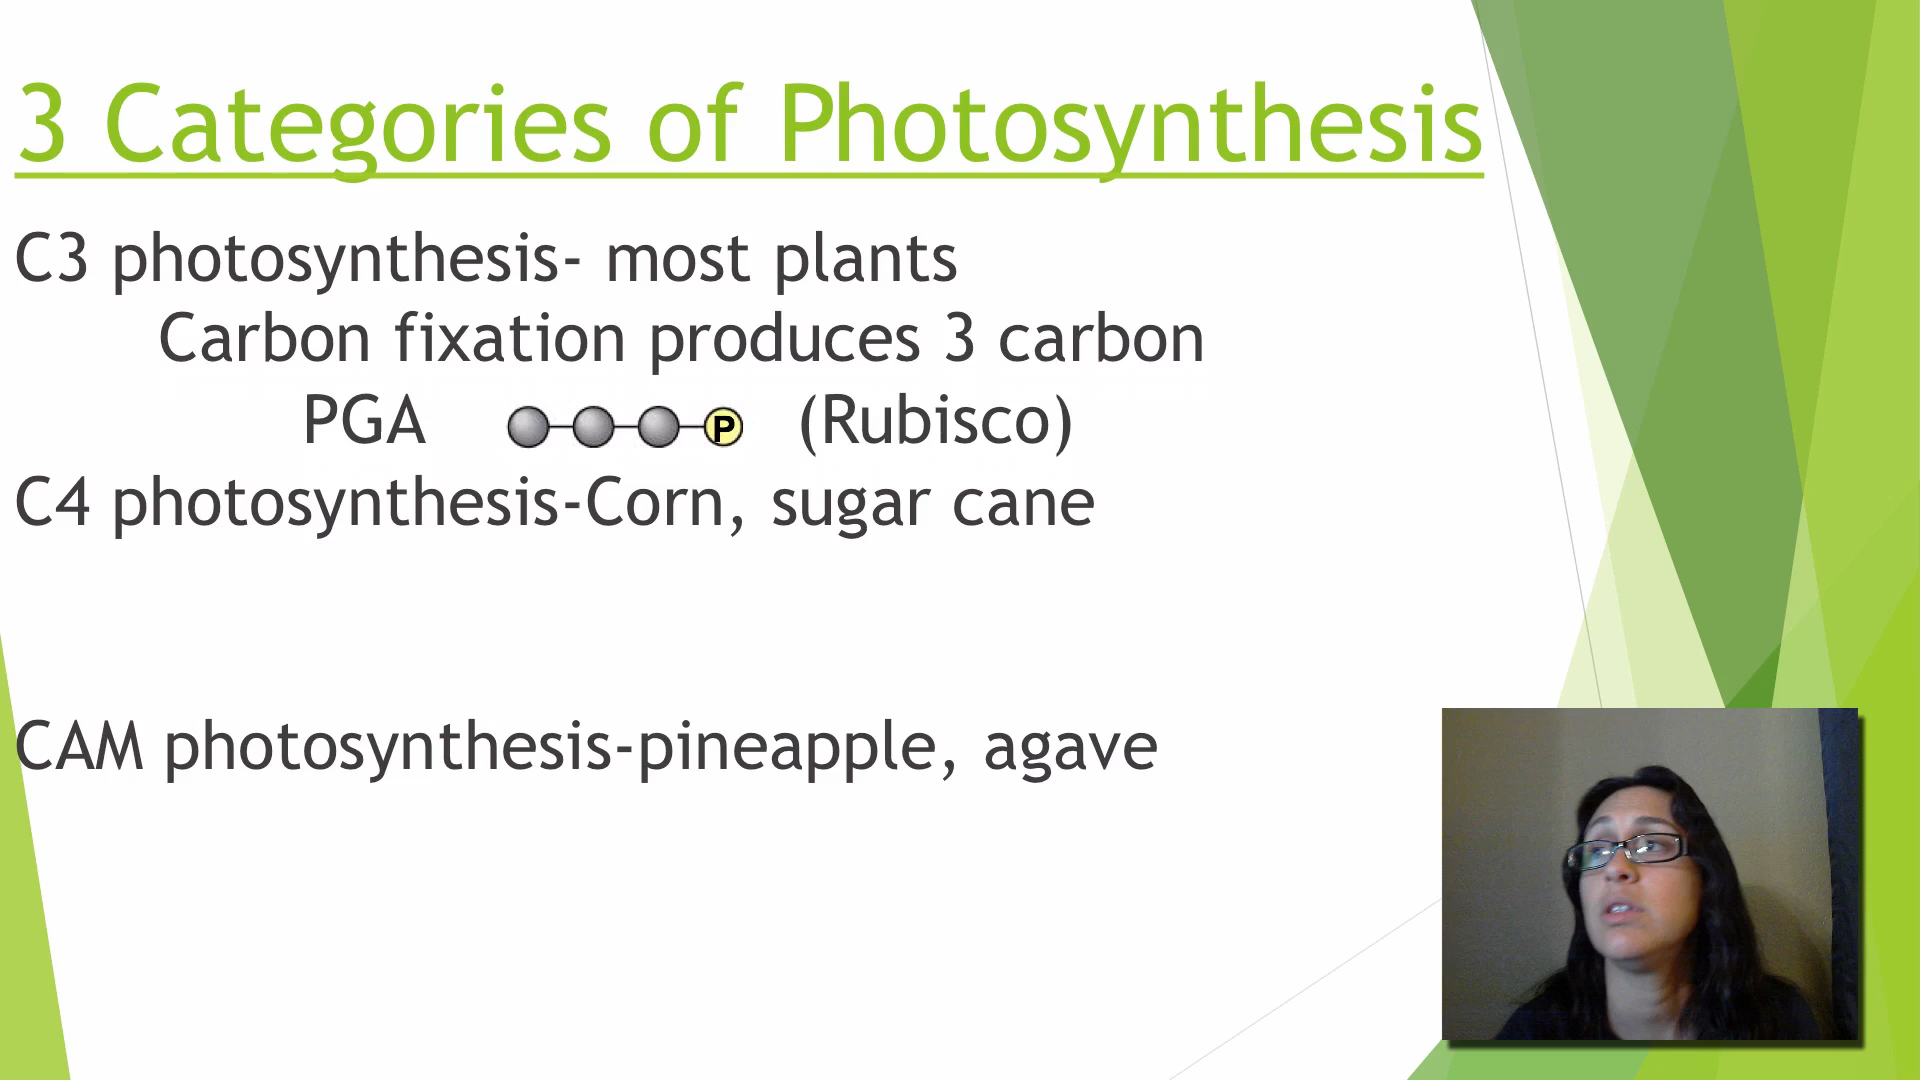 3 Categories of Photosynthesis
C3 photosynthesis- most plants
Carbon fixation produces 3 carbon
PGA P (Rubisco)
C4 photosynthesis-Corn, sugar cane
CAM photosynthesis-pineapple, agave